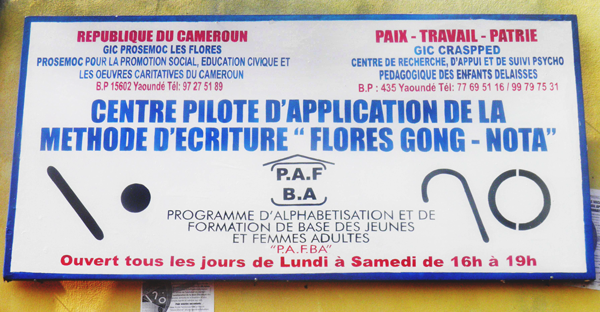 REPUBLIQUE DU CAMEROUN
GIC PROSEMOC LES FLORES
PROSEMOC POUR LA PROMOTION SOCIAL, EDUCATION CIVIQUE ET
LES OEUVRES CARITATIVES DU CAMEROUN
B.P 15602 Yaoundé Tél: 97 27 51 89
PAIX - TRAVAIL - PATRIE
GIC CRASPPED
CENTRE DE RECHERCHE, D'APPUI ET DE SUIVI PSYCHO
PEDAGOGIQUE DES ENFANTS DELAISSES
B.P : 435 Yaoundé Tél: 77 69 51 16 / 99 79 75 31
CENTRE PILOTE D'APPLICATION DE LA
METHODE D'ECRITURE “ FLORES GONG - NOTA”
P.A.F
B.A
PROGRAMME D'ALPHABETISATION ET DE
FORMATION DE BASE DES JEUNES
ET FEMMES ADULTES
“P.A.F.BA”
Ouvert tous les jours de Lundi à Samedi de 16h à 19h